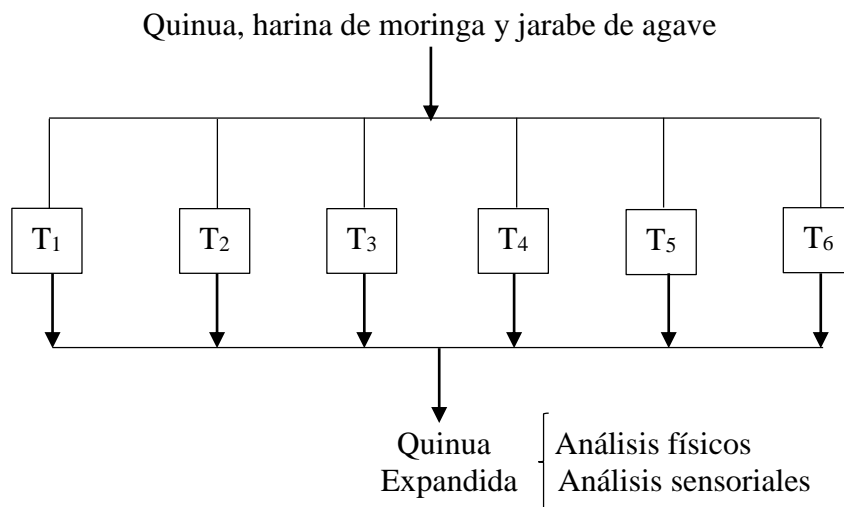 Quinua, harina de moringa y jarabe de agave
T₁ T₂ T₃ T₄ T₅ T₆
Quinua Análisis físicos
Expandida Análisis sensoriales